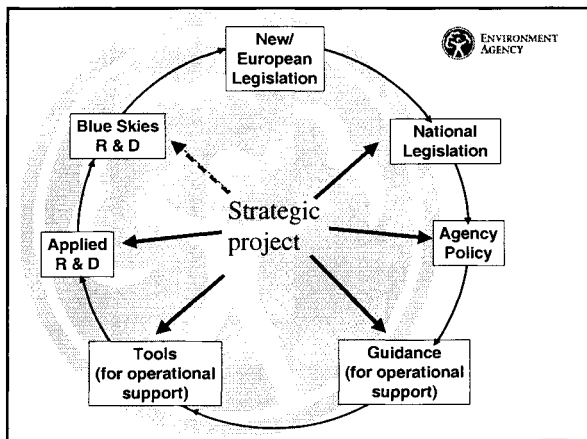 New/
European
Legislation
ENVIRONMENT
AGENCY
Blue Skies
R & D
National
Legislation
Strategic
project
Applied
R & D
Agency
Policy
Tools
(for operational
support)
Guidance
(for operational
support)